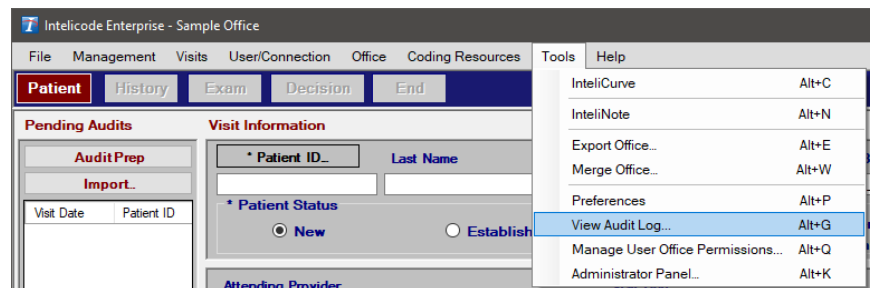 Intelicode Enterprise - Sample Office
File Management Visits User/Connection Office Coding Resources Tools Help
Patient History Exam Decision End
InteliCurve Alt+C
InteliNote Alt+N
Export Office... Alt+E
Merge Office... Alt+W
Preferences Alt+P
View Audit Log... Alt+G
Manage User Office Permissions... Alt+Q
Administrator Panel... Alt+K
Pending Audits
Audit Prep
Import..
Visit Date Patient ID
Visit Information
* Patient ID... Last Name
* Patient Status
New Establish
Attending Provider